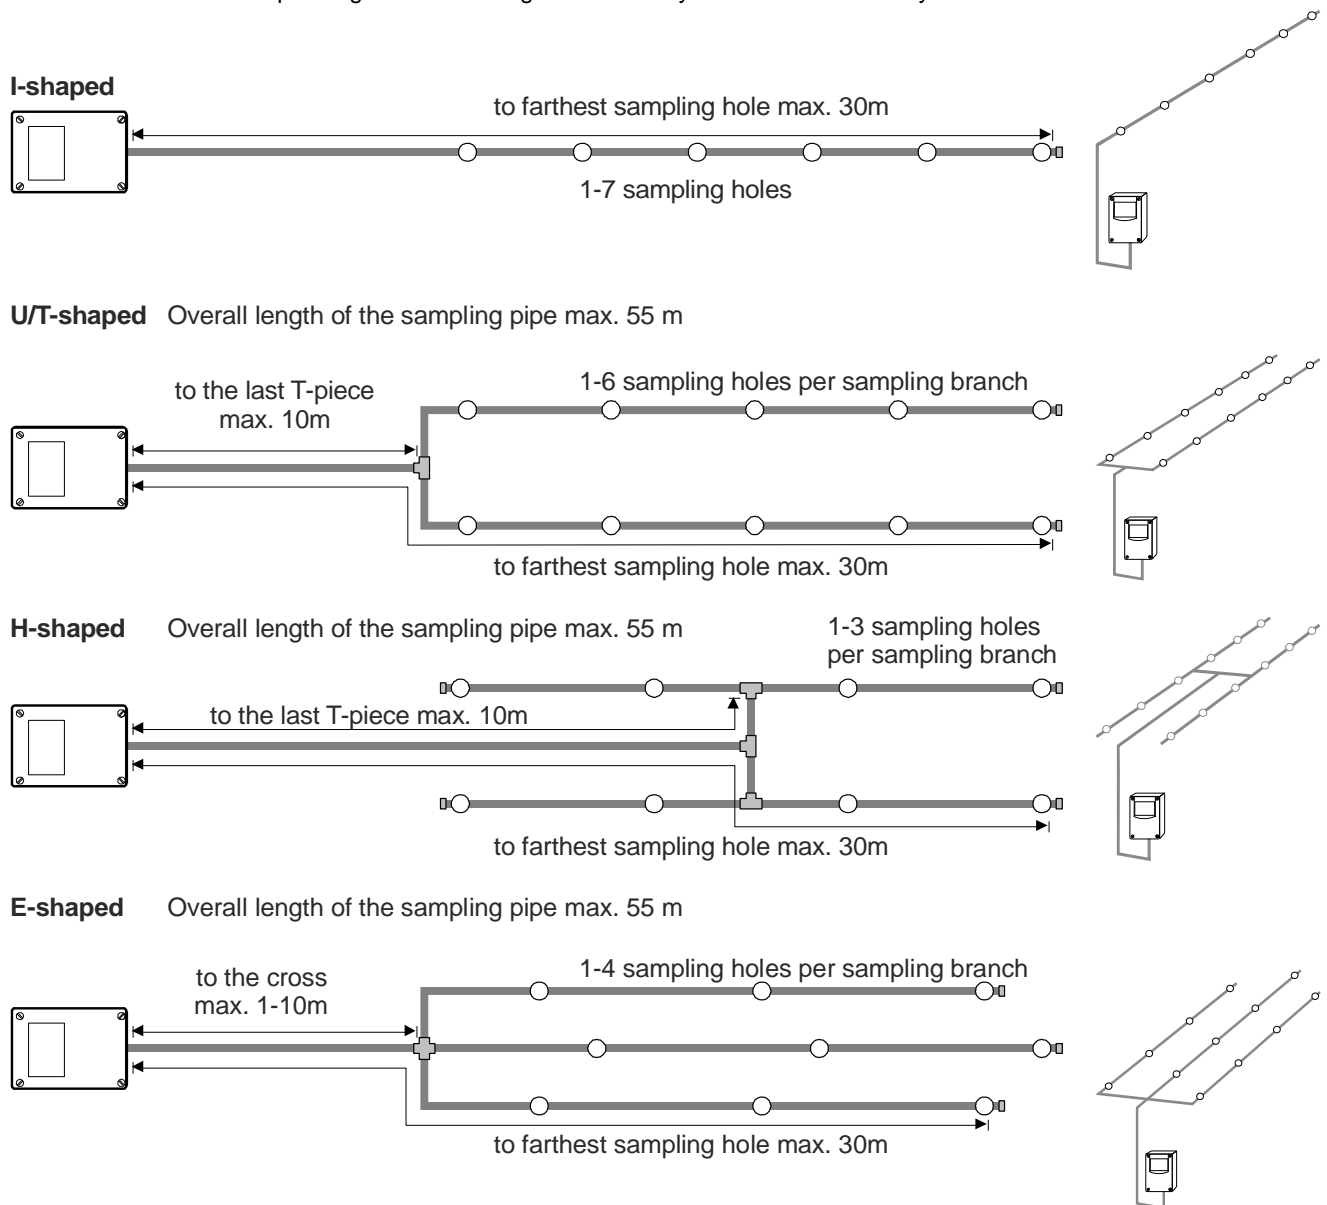 I-shaped
to farthest sampling hole max. 30m
1-7 sampling holes
U/T-shaped Overall length of the sampling pipe max. 55 m
to the last T-piece
max. 10m
1-6 sampling holes per sampling branch
to farthest sampling hole max. 30m
H-shaped Overall length of the sampling pipe max. 55 m
1-3 sampling holes
per sampling branch
to the last T-piece max. 10m
to farthest sampling hole max. 30m
E-shaped Overall length of the sampling pipe max. 55 m
to the cross
max. 1-10m
1-4 sampling holes per sampling branch
to farthest sampling hole max. 30m